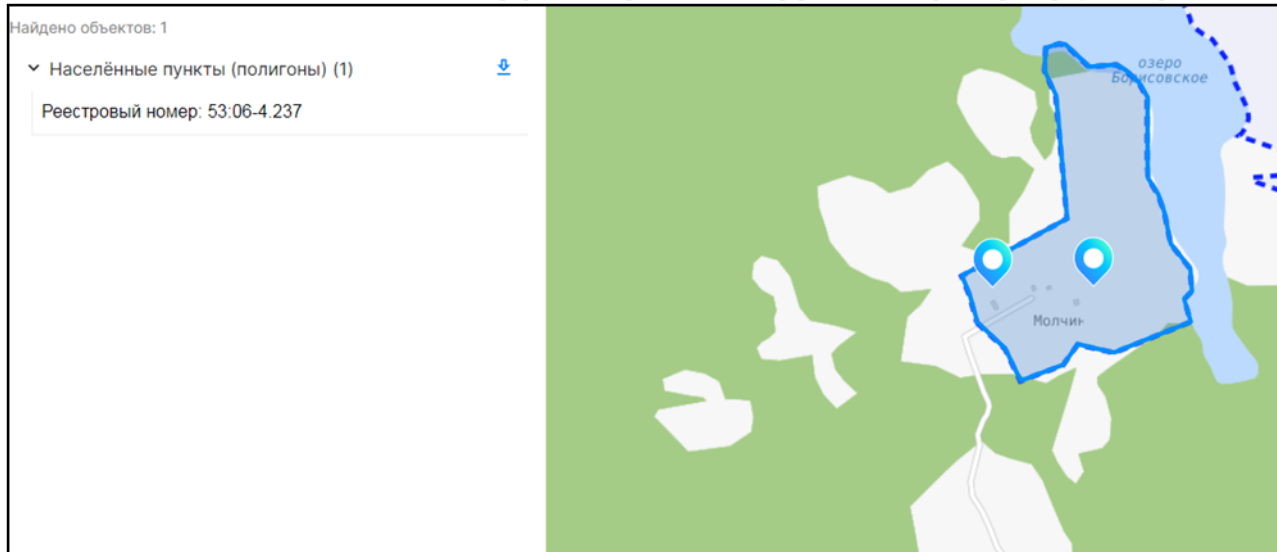 Найдено объектов: 1
Населённые пункты (полигоны) (1)
Реестровый номер: 53:06-4.237
озеро
Борисовское
Молчин